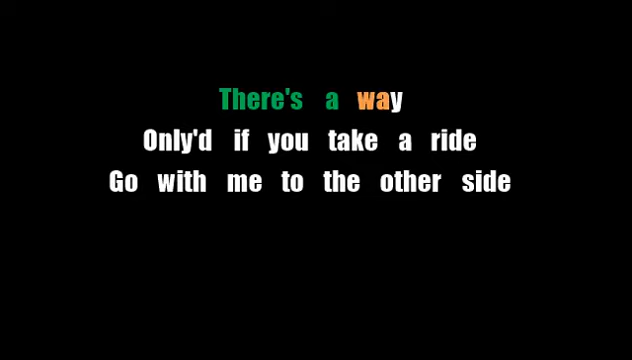 There's a way
Only'd if you take a ride
Go with me to the other side